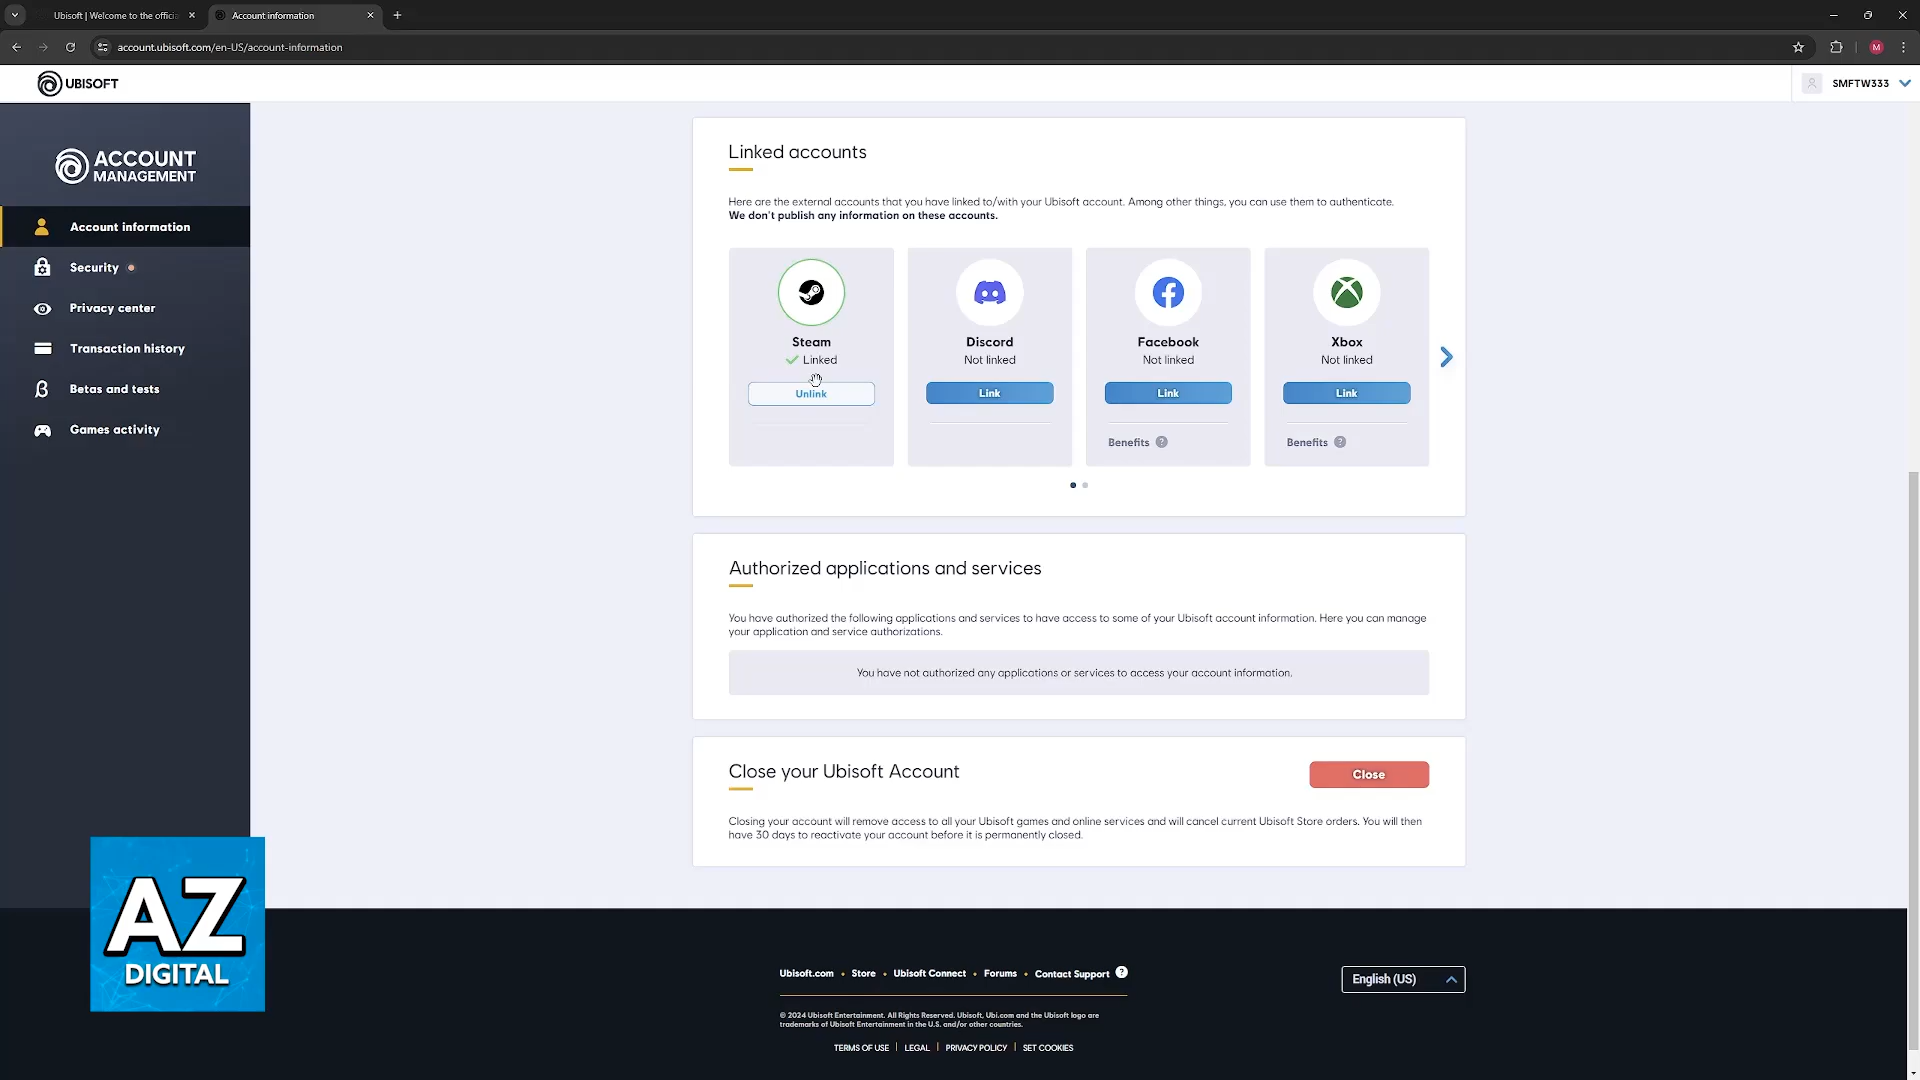 Ubisoft | Welcome to the officia
Account information
account.ubisoft.com/en-US/account-information
M
UBISOFT
SMFTW333
ACCOUNT
MANAGEMENT
Account information
Security
Privacy center
Transaction history
Betas and tests
Games activity
Linked accounts
Here are the external accounts that you have linked to/with your Ubisoft account. Among other things, you can use them to authenticate.
We don't publish any information on these accounts.
Steam
Linked
Unlink
Discord
Not linked
Link
Facebook
Not linked
Link
Benefits ?
Xbox
Not linked
Link
Benefits ?
Authorized applications and services
You have authorized the following applications and services to have access to some of your Ubisoft account information. Here you can manage
your application and service authorizations.
You have not authorized any applications or services to access your account information.
Close your Ubisoft Account
Close
Closing your account will remove access to all your Ubisoft games and online services and will cancel current Ubisoft Store orders. You will then
have 30 days to reactivate your account before it is permanently closed.
AZ
DIGITAL
Ubisoft.com • Store • Ubisoft Connect • Forums • Contact Support ?
English (US)
© 2024 Ubisoft Entertainment. All Rights Reserved. Ubisoft, Ubi.com and the Ubisoft logo are
trademarks of Ubisoft Entertainment in the U.S. and/or other countries.
TERMS OF USE | LEGAL | PRIVACY POLICY | SET COOKIES